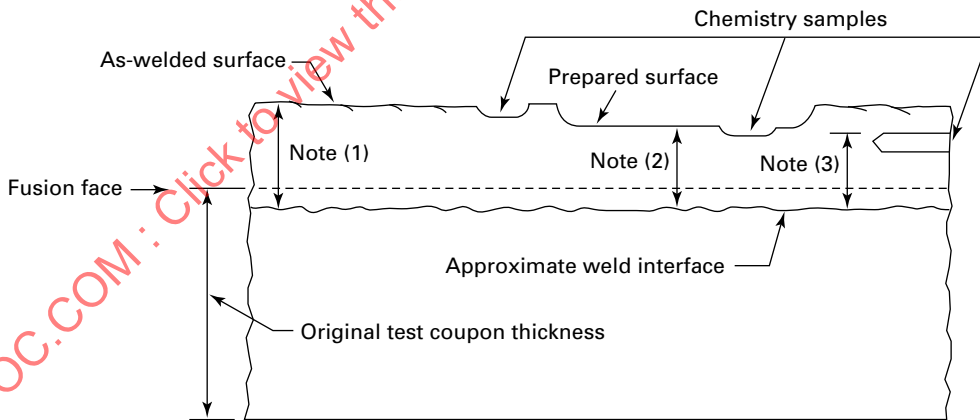 Chemistry samples
As-welded surface
Prepared surface
Note (1)
Note (2)
Note (3)
Fusion face
Approximate weld interface
Original test coupon thickness
OC.COM : Click to view th